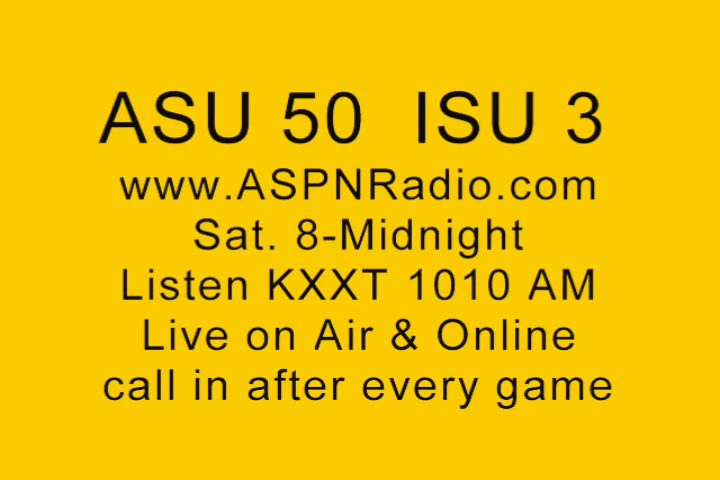 ASU 50 ISU 3
www.ASPNRadio.com
Sat. 8-Midnight
Listen KXXT 1010 AM
Live on Air & Online
call in after every game